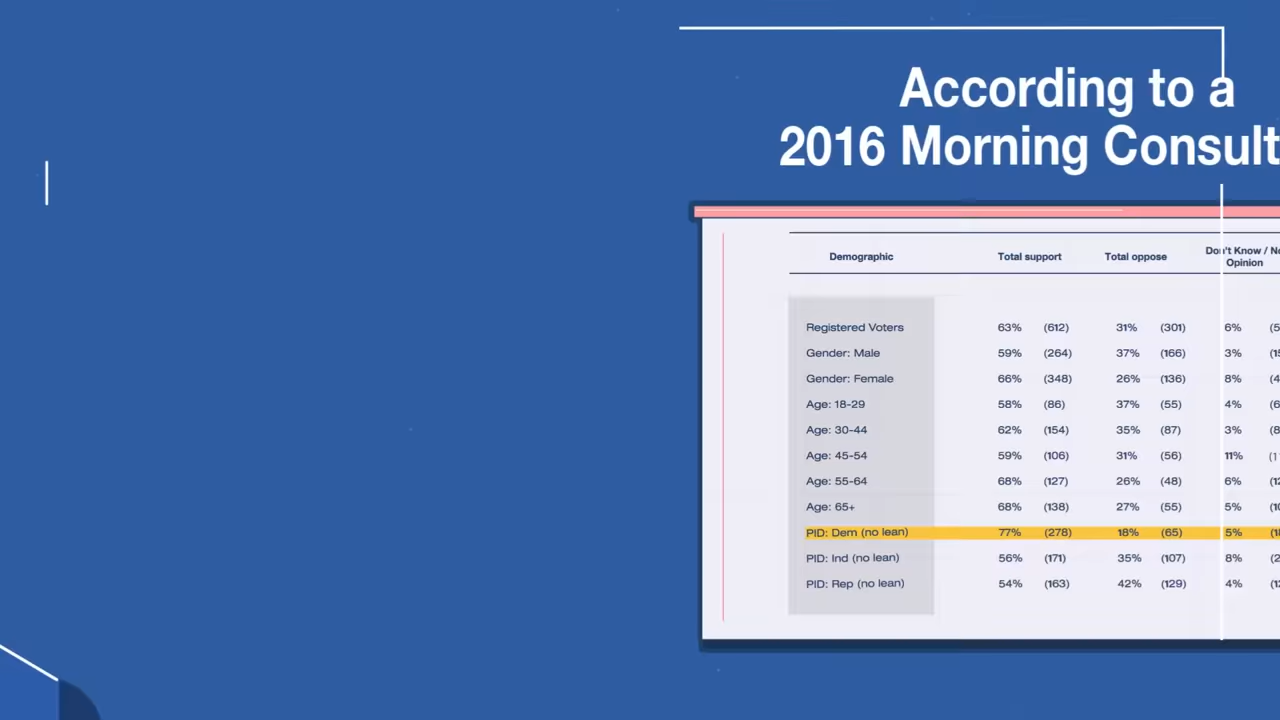 According to a
2016 Morning Consult
Demographic Total support Total oppose Don't Know /
Opinion
Registered Voters 63% (612) 31% (301) 6%
Gender: Male 59% (264) 37% (166) 3%
Gender: Female 66% (348) 26% (136) 8%
Age: 18-29 58% (86) 37% (55) 4%
Age: 30-44 62% (154) 35% (87) 3%
Age: 45-54 59% (106) 31% (56) 11%
Age: 55-64 68% (127) 26% (48) 6%
Age: 65+ 68% (138) 27% (55) 5%
PID: Dem (no lean) 77% (278) 18% (65) 5%
PID: Ind (no lean) 56% (171) 35% (107) 8%
PID: Rep (no lean) 54% (163) 42% (129) 4%